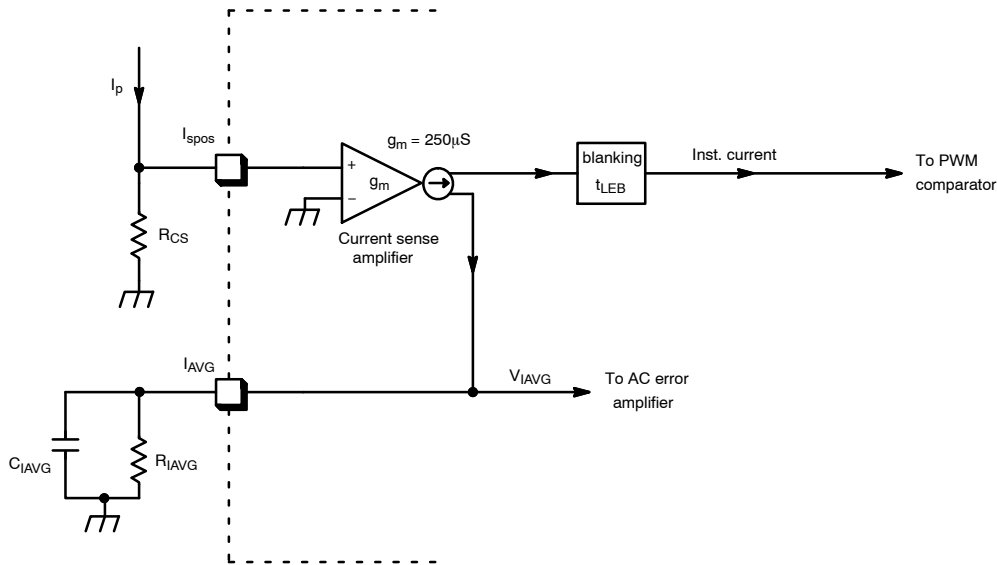 I_p
I_spos
g_m = 250µS
+
g_m
−
Current sense
amplifier
blanking
t_LEB
Inst. current
To PWM
comparator
R_CS
I_AVG
V_IAVG
To AC error
amplifier
C_IAVG
R_IAVG